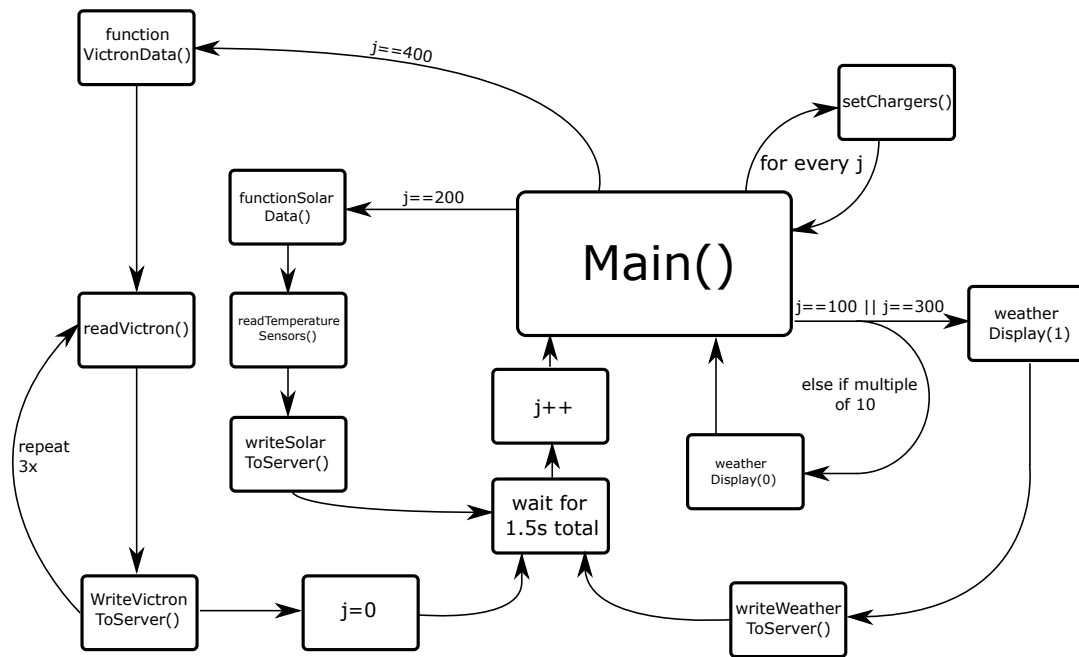 function
VictronData()
j==400
setChargers()
for every j
functionSolar
Data()
j==200
Main()
readVictron()
readTemperature
Sensors()
j==100 || j==300
weather
Display(1)
else if multiple
of 10
j++
writeSolar
ToServer()
repeat
3x
weather
Display(0)
wait for
1.5s total
WriteVictron
ToServer()
j=0
writeWeather
ToServer()